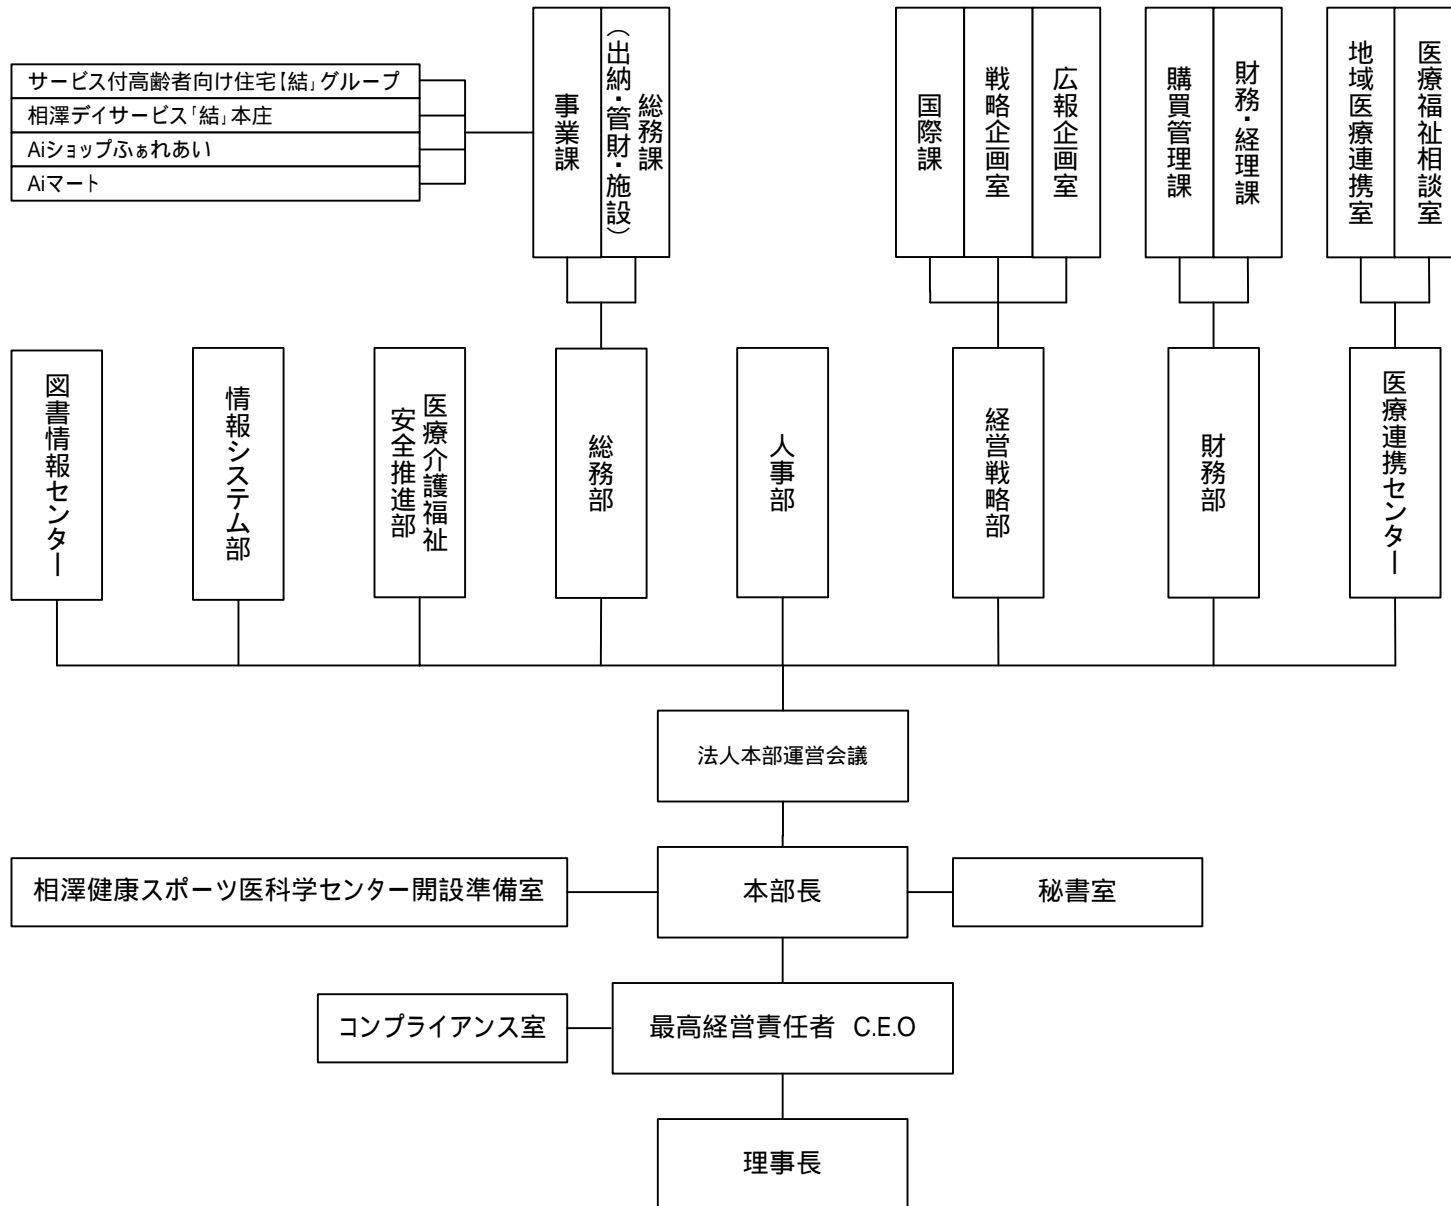 サービス付高齢者向け住宅【結」グループ
相澤デイサービス「結」本庄
Aiショップふぁれあい
Aiマート
事業課
総務課
（出納・管財・施設）
国際課
戦略企画室
広報企画室
購買管理課
財務・経理課
地域医療連携室
医療福祉相談室
図書情報センター
情報システム部
医療介護福祉
安全推進部
総務部
人事部
経営戦略部
財務部
医療連携センター
法人本部運営会議
相澤健康スポーツ医科学センター開設準備室
本部長
秘書室
コンプライアンス室
最高経営責任者 C.E.O
理事長